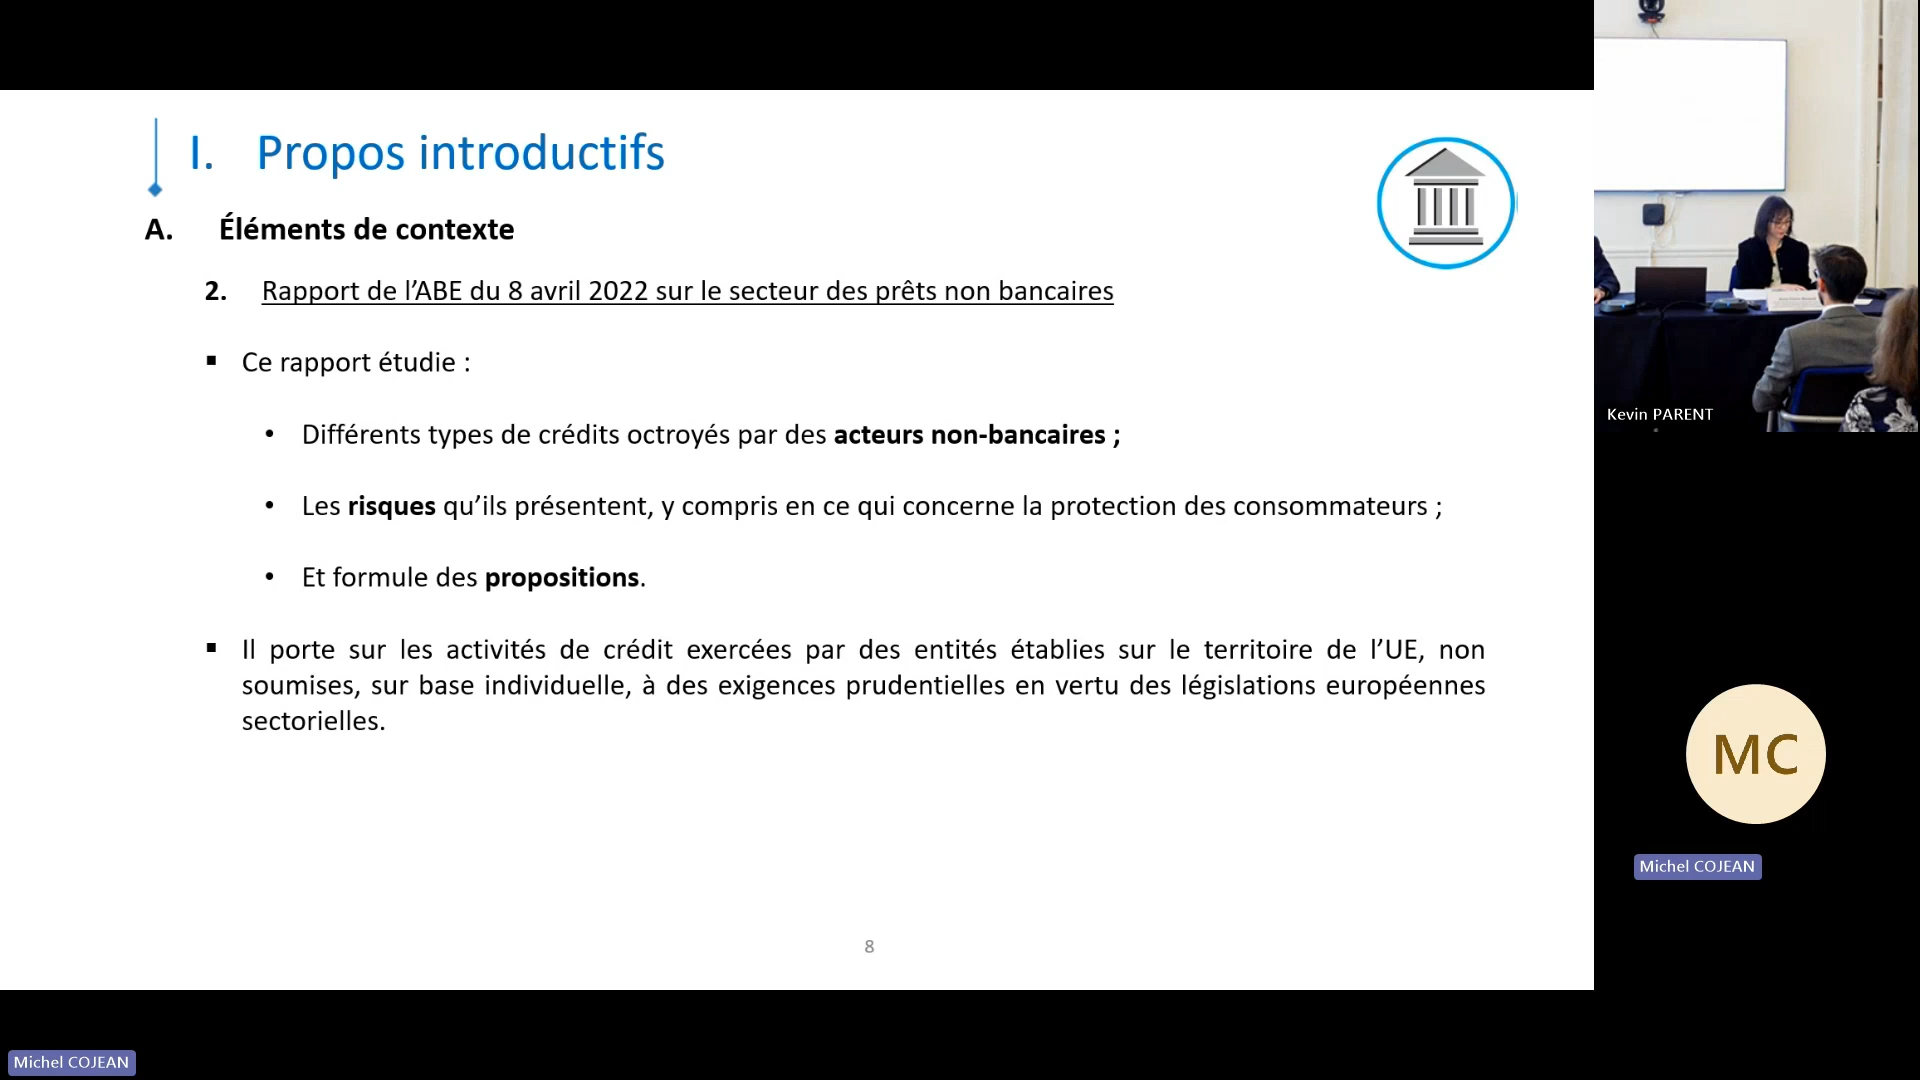 I. Propos introductifs
A. Éléments de contexte
2. Rapport de l’ABE du 8 avril 2022 sur le secteur des prêts non bancaires
▪ Ce rapport étudie :
• Différents types de crédits octroyés par des acteurs non-bancaires ;
• Les risques qu’ils présentent, y compris en ce qui concerne la protection des consommateurs ;
• Et formule des propositions.
▪ Il porte sur les activités de crédit exercées par des entités établies sur le territoire de l’UE, non
soumises, sur base individuelle, à des exigences prudentielles en vertu des législations européennes
sectorielles.
8
Kevin PARENT
MC
Michel COJEAN
Michel COJEAN